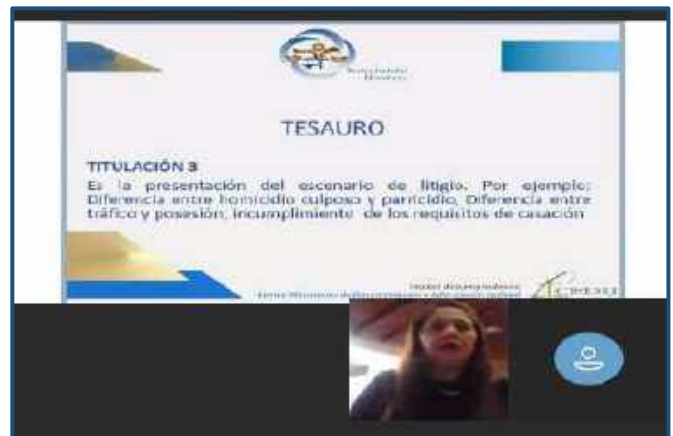 TESAURO
TITULACIÓN 3
Es la presentación del escenario de litigio. Por ejemplo:
Diferencia entre homicidio culposo y parricidio, Diferencia entre
tráfico y posesión, incumplimiento de los requisitos de casación